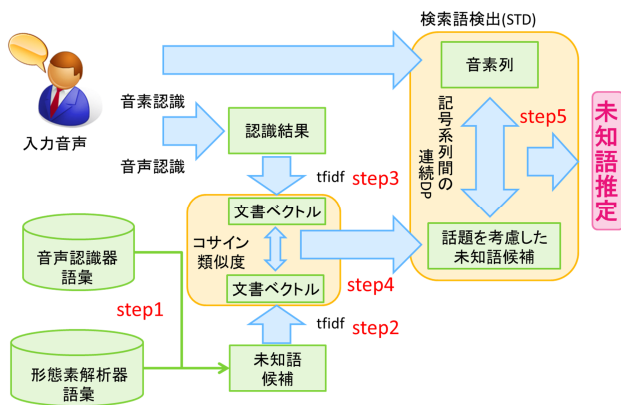 検索語検出(STD)
音素列
記号系列間の
連続DP
step5
未知語推定
音素認識
入力音声
音声認識
認識結果
tfidf
step3
文書ベクトル
コサイン
類似度
文書ベクトル
step4
話題を考慮した
未知語候補
音声認識器
語彙
step1
tfidf
step2
形態素解析器
語彙
未知語
候補